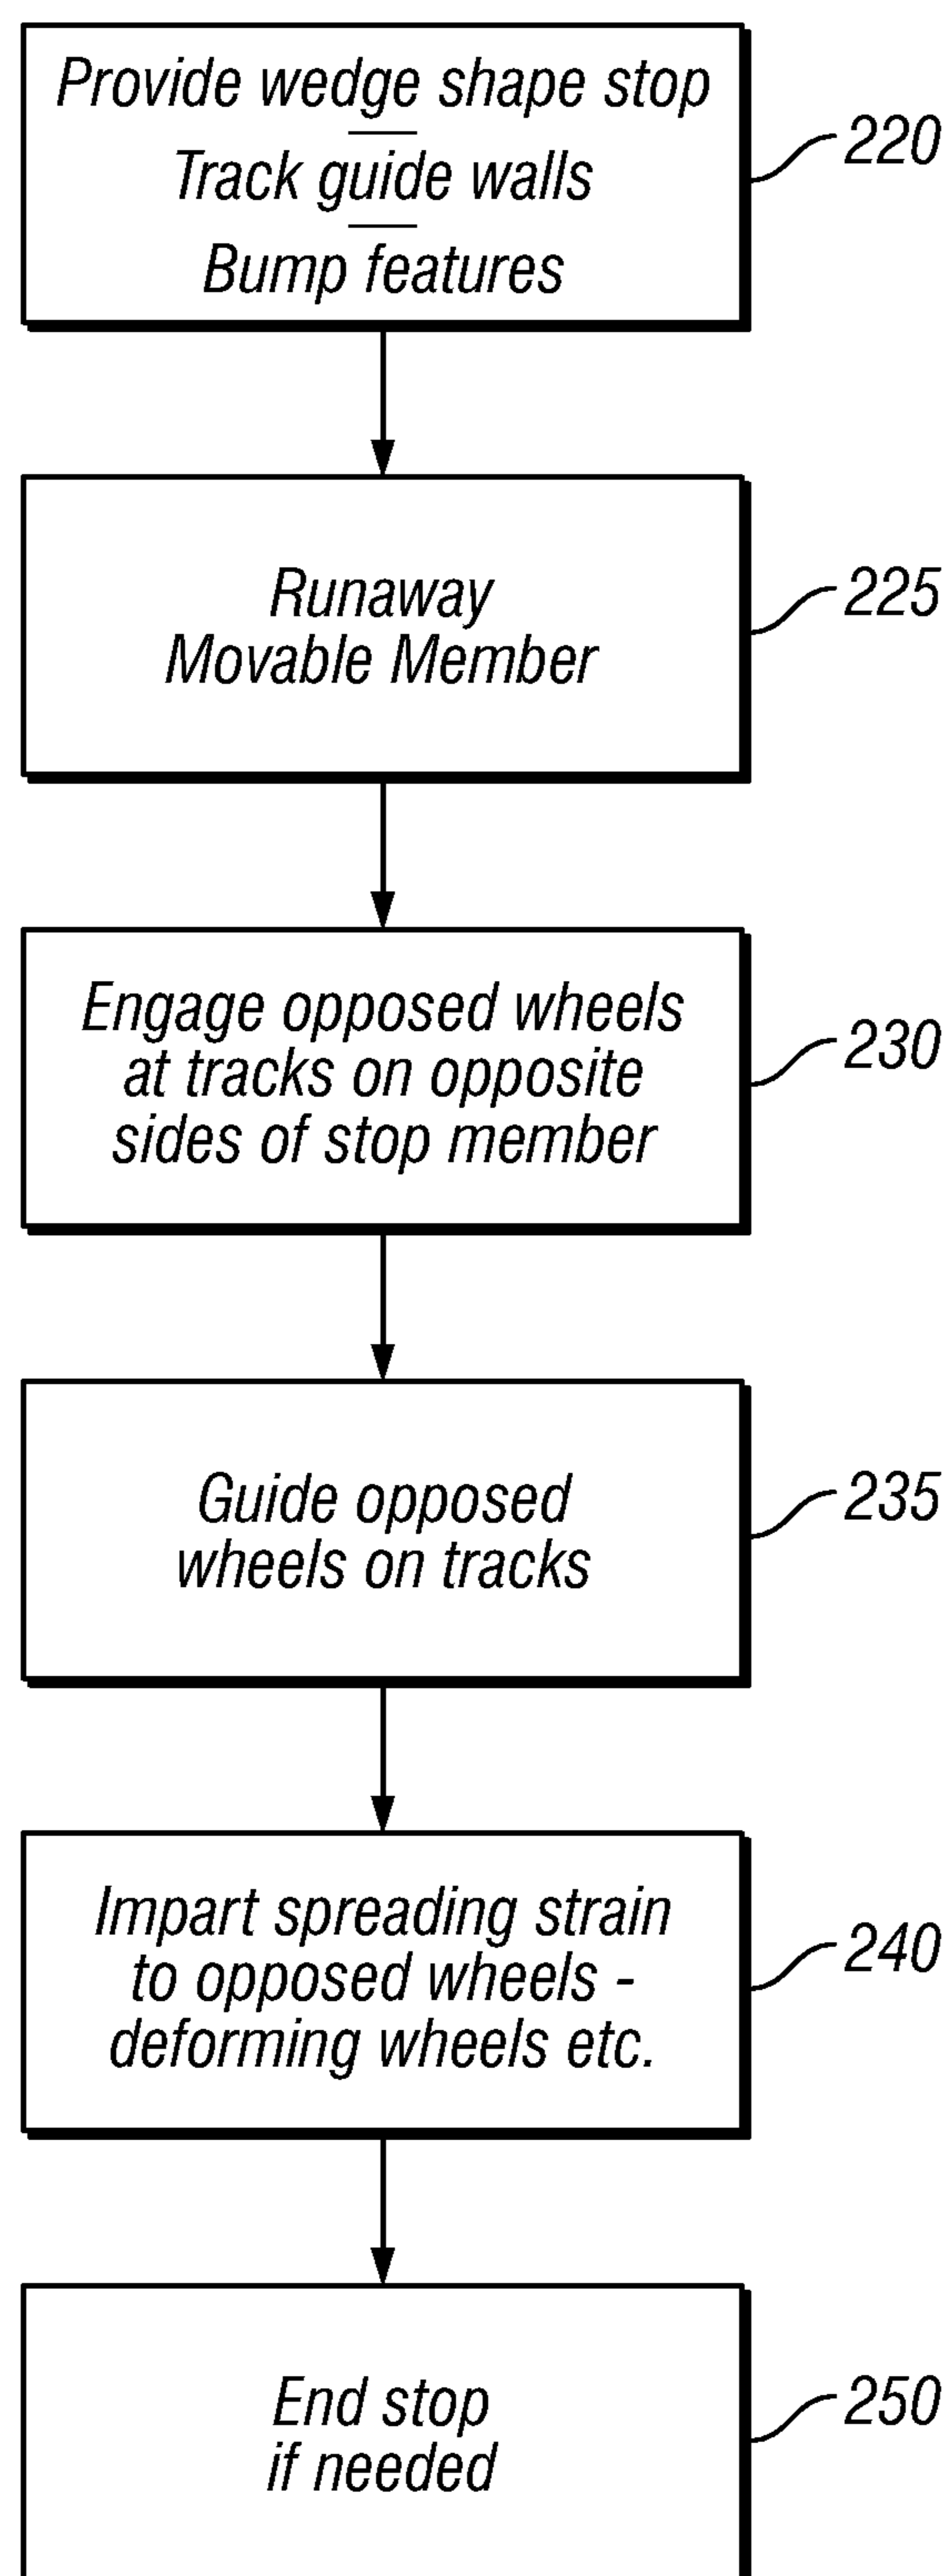 Provide wedge shape stop
Track guide walls
Bump features
220
Runaway
Movable Member
225
Engage opposed wheels
at tracks on opposite
sides of stop member
230
Guide opposed
wheels on tracks
235
Impart spreading strain
to opposed wheels -
deforming wheels etc.
240
End stop
if needed
250